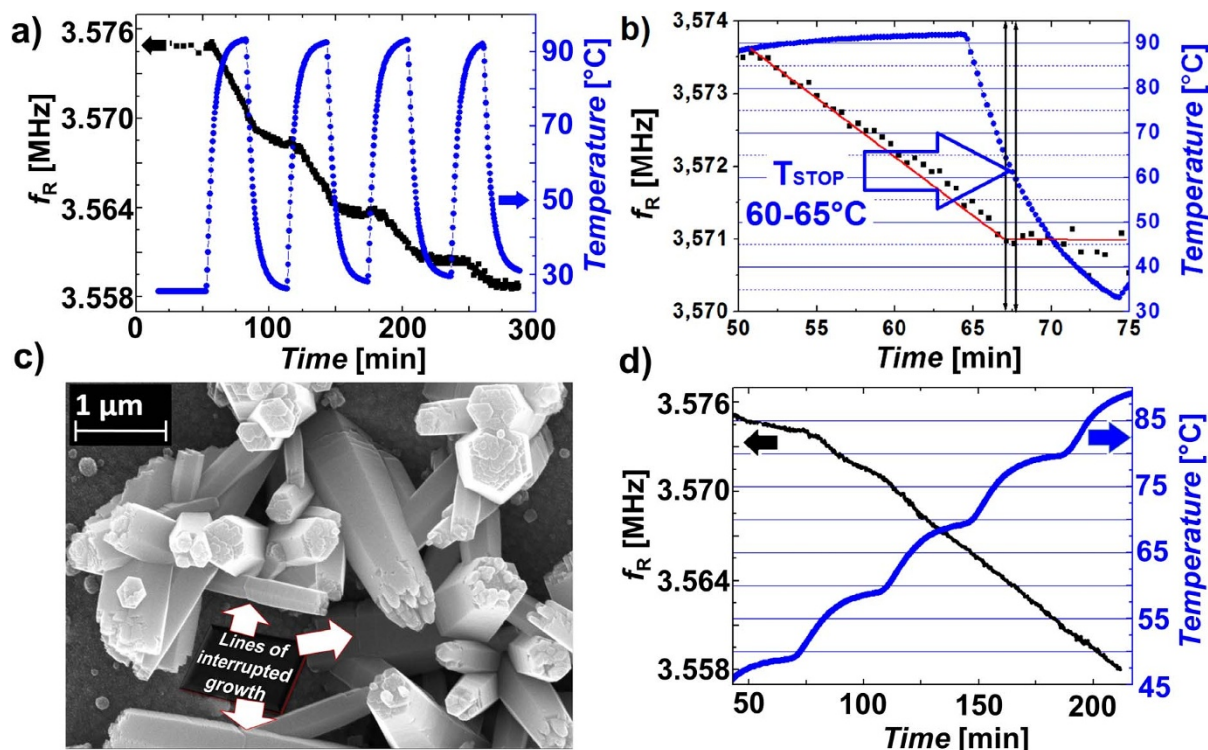 a)
3.576
3.570
3.564
3.558
f_R [MHz]
0 100 200 300
Time [min]
90
70
50
30
Temperature [°C]
b)
3,574
3,573
3,572
3,571
3,570
f_R [MHz]
T_STOP
60-65°C
50 55 60 65 70 75
Time [min]
90
80
70
60
50
40
30
Temperature [°C]
c)
1 µm
Lines of
interrupted
growth
d)
3.576
3.570
3.564
3.558
f_R [MHz]
50 100 150 200
Time [min]
85
75
65
55
45
Temperature [°C]